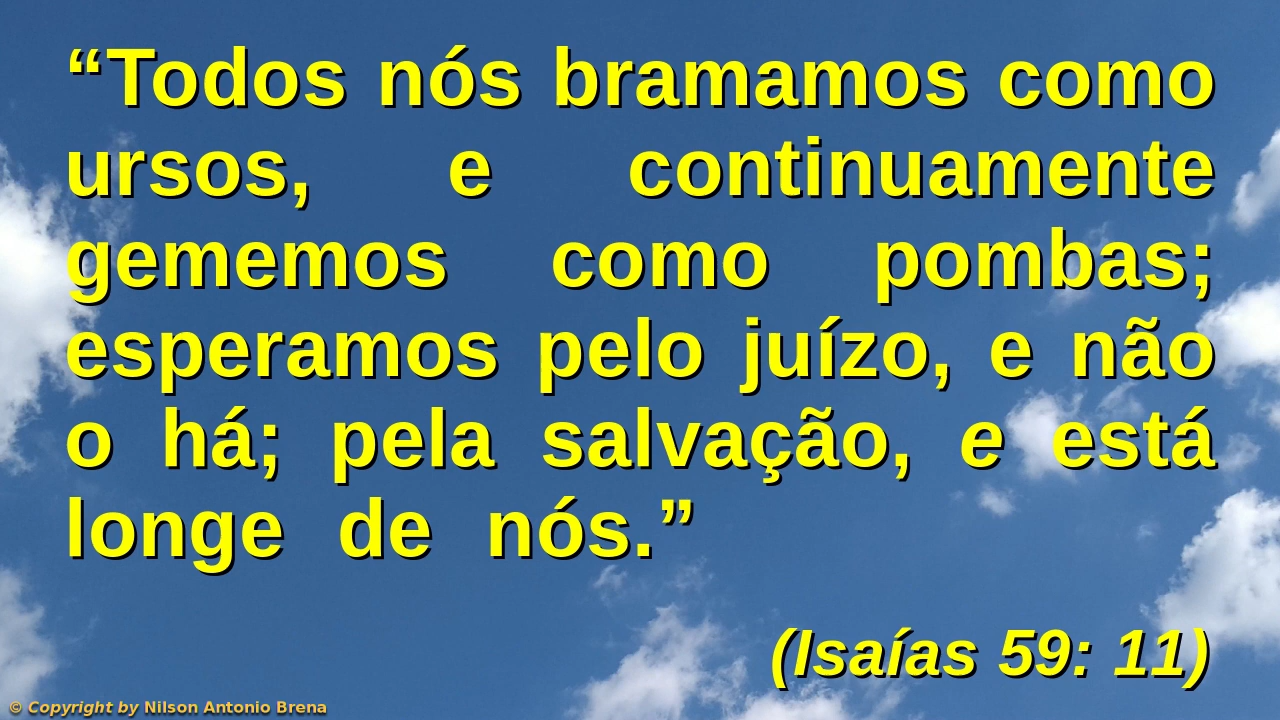 “Todos nós bramamos como
ursos, e continuamente
gememos como pombas;
esperamos pelo juízo, e não
o há; pela salvação, e está
longe de nós.”
(Isaías 59: 11)
© Copyright by Nilson Antonio Brena